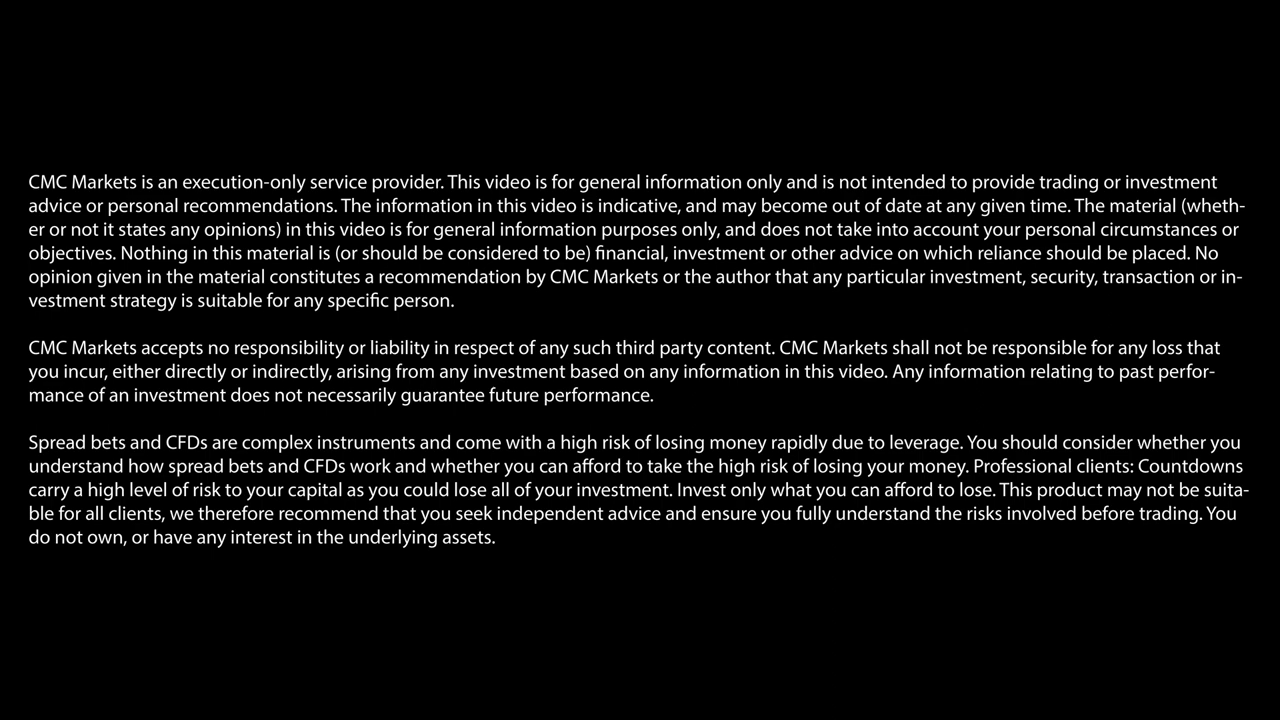 CMC Markets is an execution-only service provider. This video is for general information only and is not intended to provide trading or investment
advice or personal recommendations. The information in this video is indicative, and may become out of date at any given time. The material (wheth-
er or not it states any opinions) in this video is for general information purposes only, and does not take into account your personal circumstances or
objectives. Nothing in this material is (or should be considered to be) financial, investment or other advice on which reliance should be placed. No
opinion given in the material constitutes a recommendation by CMC Markets or the author that any particular investment, security, transaction or in-
vestment strategy is suitable for any specific person.
CMC Markets accepts no responsibility or liability in respect of any such third party content. CMC Markets shall not be responsible for any loss that
you incur, either directly or indirectly, arising from any investment based on any information in this video. Any information relating to past perfor-
mance of an investment does not necessarily guarantee future performance.
Spread bets and CFDs are complex instruments and come with a high risk of losing money rapidly due to leverage. You should consider whether you
understand how spread bets and CFDs work and whether you can afford to take the high risk of losing your money. Professional clients: Countdowns
carry a high level of risk to your capital as you could lose all of your investment. Invest only what you can afford to lose. This product may not be suita-
ble for all clients, we therefore recommend that you seek independent advice and ensure you fully understand the risks involved before trading. You
do not own, or have any interest in the underlying assets.